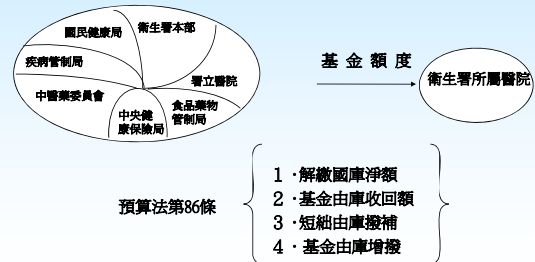 國民健康局
衛生署本部
疾病管制局
署立醫院
中醫藥委員會
中央健
康保險局
食品藥物
管制局
基金額度
衛生署所屬醫院
預算法第86條
1．解繳國庫淨額
2．基金由庫收回額
3．短絀由庫撥補
4．基金由庫增撥